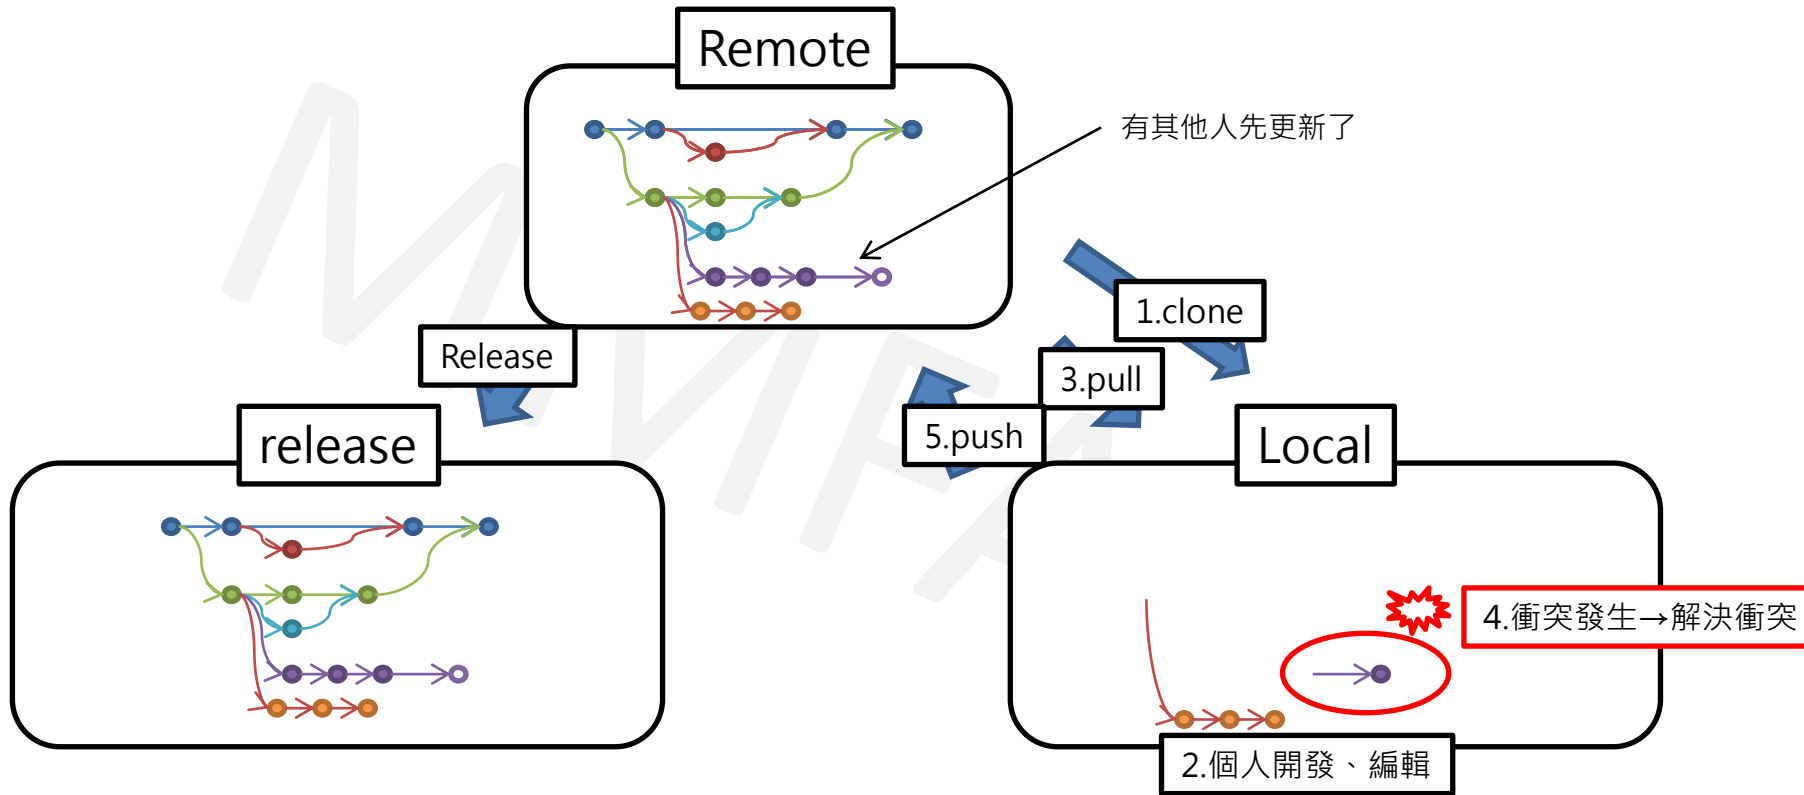 Remote
有其他人先更新了
1.clone
Release
3.pull
5.push
release
Local
4.衝突發生→解決衝突
2.個人開發、編輯